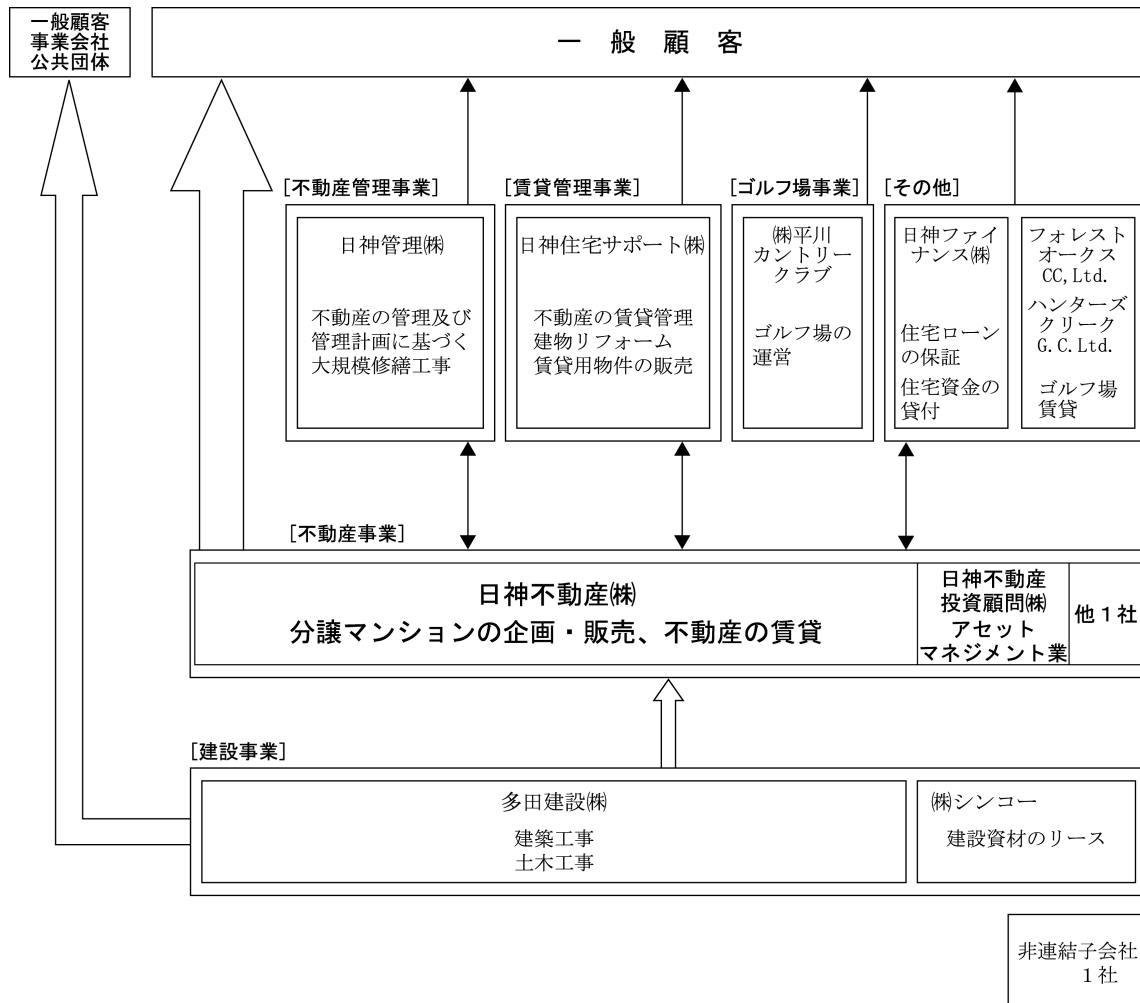 一般顧客
事業会社
公共団体
一般顧客
[不動産管理事業]
日神管理㈱
不動産の管理及び
管理計画に基づく
大規模修繕工事
[賃貸管理事業]
日神住宅サポート㈱
不動産の賃貸管理
建物リフォーム
賃貸用物件の販売
[ゴルフ場事業]
㈱平川
カントリー
クラブ
ゴルフ場の
運営
[その他]
日神ファイ
ナンス㈱
住宅ローン
の保証
住宅資金の
貸付
フォレスト
オークス
CC,Ltd.
ハンターズ
クリーク
G.C.Ltd.
ゴルフ場
賃貸
[不動産事業]
日神不動産㈱
分譲マンションの企画・販売、不動産の賃貸
日神不動産
投資顧問㈱
アセット
マネジメント業
他１社
[建設事業]
多田建設㈱
建築工事
土木工事
㈱シンコー
建設資材のリース
非連結子会社
１社